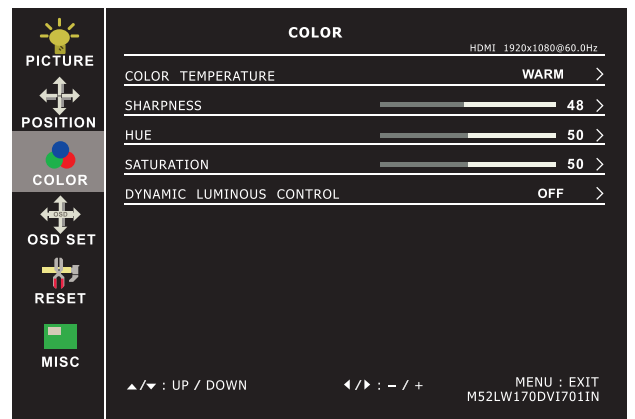 PICTURE
POSITION
COLOR
OSD
OSD SET
RESET
MISC
COLOR
HDMI 1920x1080@60.0Hz
COLOR TEMPERATURE WARM >
SHARPNESS 48 >
HUE 50 >
SATURATION 50 >
DYNAMIC LUMINOUS CONTROL OFF >
▲/▼ : UP / DOWN ◀/▶ : – / + MENU : EXIT
M52LW170DVI701IN